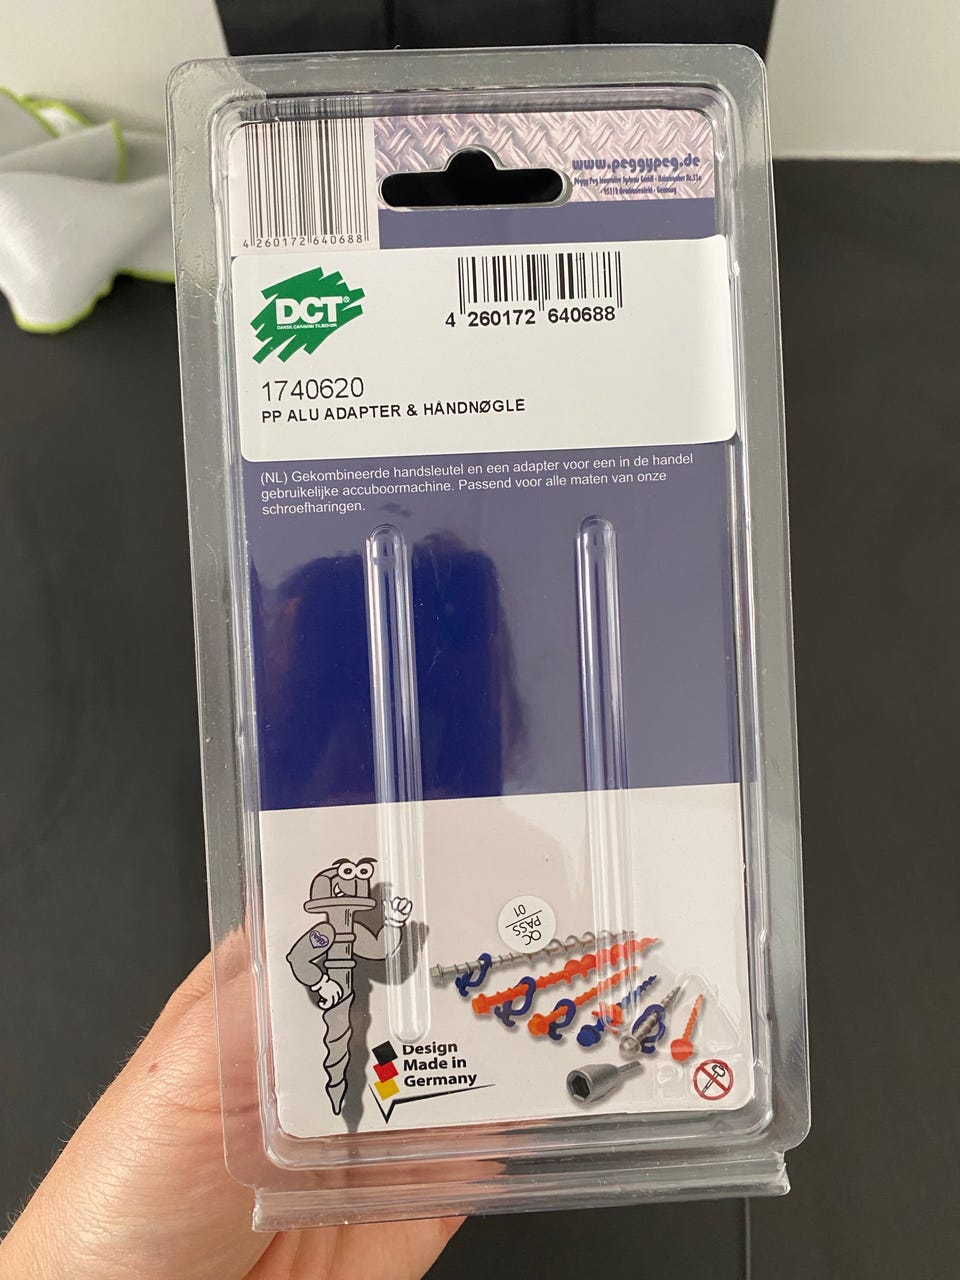 www.peggypeg.de
4 260172 640688
DCT®
DANSK CARAVAN TILBEHØR
4 260172 640688
1740620
PP ALU ADAPTER & HÅNDNØGLE
(NL) Gekombineerde handsleutel en een adapter voor een in de handel
gebruikelijke accuboormachine. Passend voor alle maten van onze
schroefharingen.
QC
PASS
01
Design
Made in
Germany